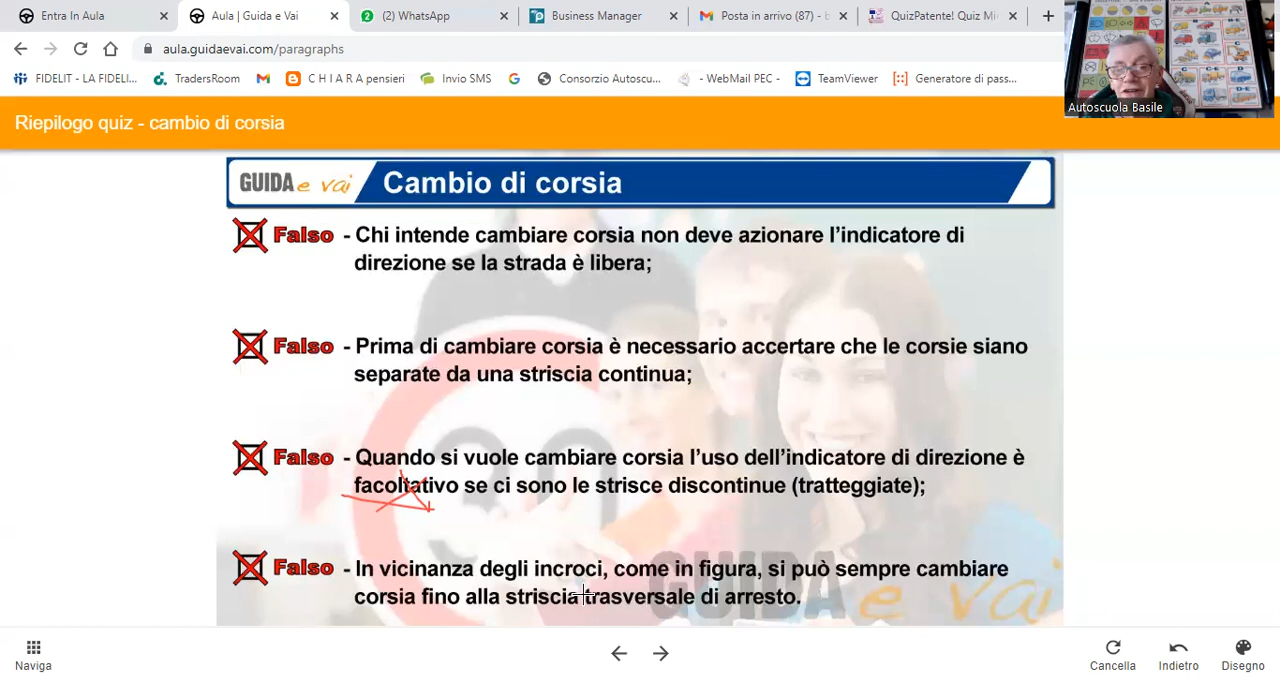 Entra In Aula
Aula | Guida e Vai
(2) WhatsApp
Business Manager
Posta in arrivo (87) - b
QuizPatente! Quiz Mi
aula.guidaevai.com/paragraphs
FIDELIT - LA FIDELI...
TradersRoom
C H I A R A pensieri
Invio SMS
Consorzio Autoscu...
- WebMail PEC -
TeamViewer
Generatore di pass...
Autoscuola Basile
Riepilogo quiz - cambio di corsia
GUIDA e vai
Cambio di corsia
Falso - Chi intende cambiare corsia non deve azionare l'indicatore di
direzione se la strada è libera;
Falso - Prima di cambiare corsia è necessario accertare che le corsie siano
separate da una striscia continua;
Falso - Quando si vuole cambiare corsia l'uso dell'indicatore di direzione è
facoltativo se ci sono le strisce discontinue (tratteggiate);
Falso - In vicinanza degli incroci, come in figura, si può sempre cambiare
corsia fino alla striscia trasversale di arresto.
GUIDA e vai
Naviga
Cancella
Indietro
Disegno